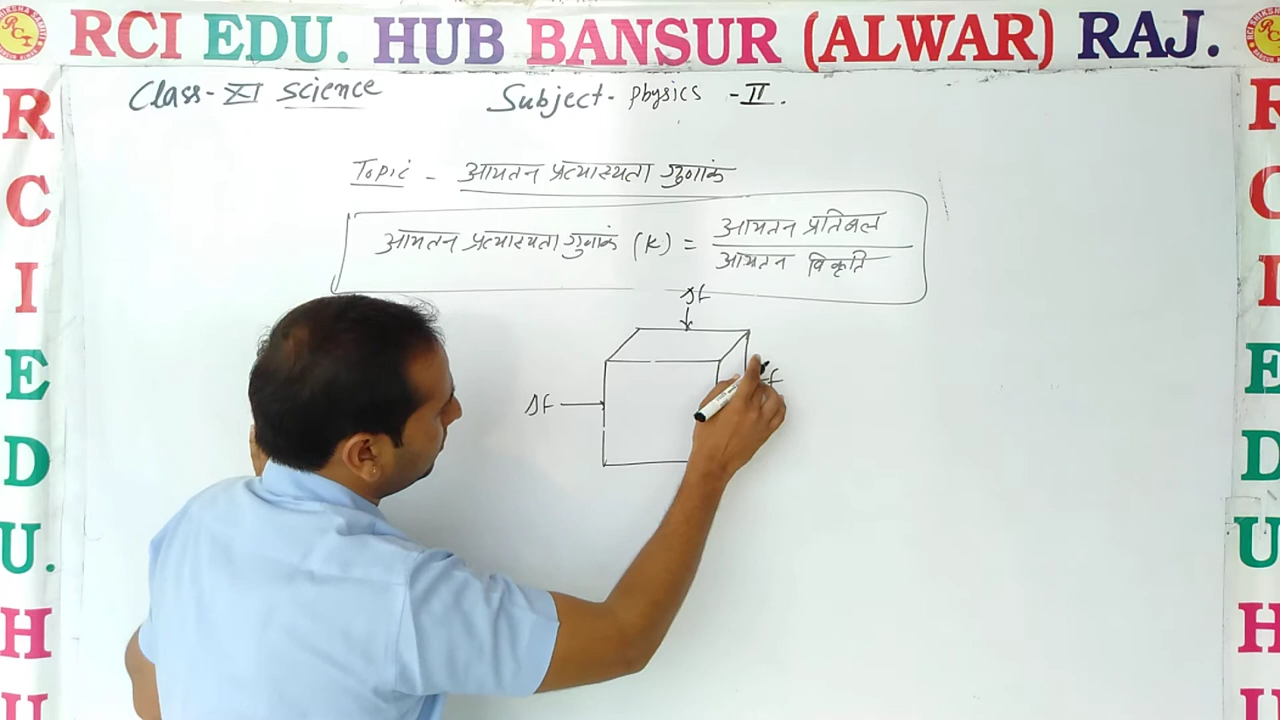 RCI EDU. HUB BANSUR (ALWAR) RAJ.
Class - XI Science Subject - Physics - II.
Topic - आयतन प्रत्यास्थता गुणांक
आयतन प्रत्यास्थता गुणांक (K) = आयतन प्रतिबल
आयतन विकृति
ΔF
ΔF
R
C
I
E
D
U.
H
U
R
C
I
E
D
U
H
U